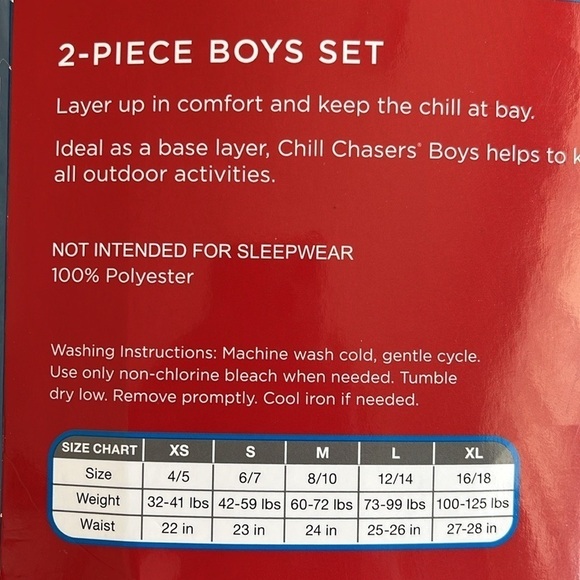 2-PIECE BOYS SET
Layer up in comfort and keep the chill at bay.
Ideal as a base layer, Chill Chasers® Boys helps to
all outdoor activities.
NOT INTENDED FOR SLEEPWEAR
100% Polyester
Washing Instructions: Machine wash cold, gentle cycle.
Use only non-chlorine bleach when needed. Tumble
dry low. Remove promptly. Cool iron if needed.
SIZE CHART XS S M L XL
Size 4/5 6/7 8/10 12/14 16/18
Weight 32-41 lbs 42-59 lbs 60-72 lbs 73-99 lbs 100-125 lbs
Waist 22 in 23 in 24 in 25-26 in 27-28 in